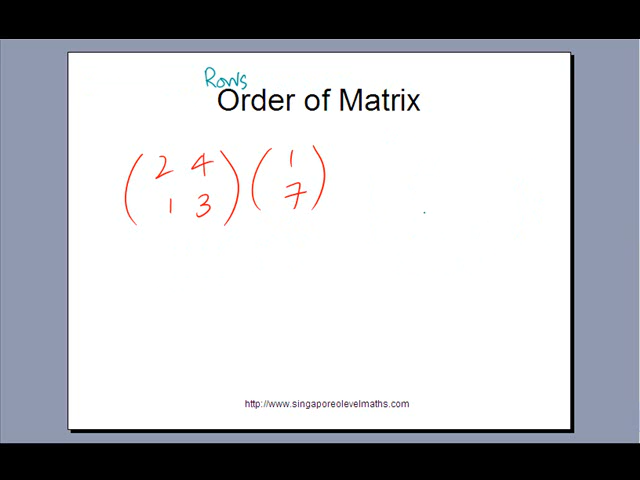 Rows
Order of Matrix
( 2 4 ) ( 1 )
( 1 3 ) ( 7 )
http://www.singaporeolevelmaths.com